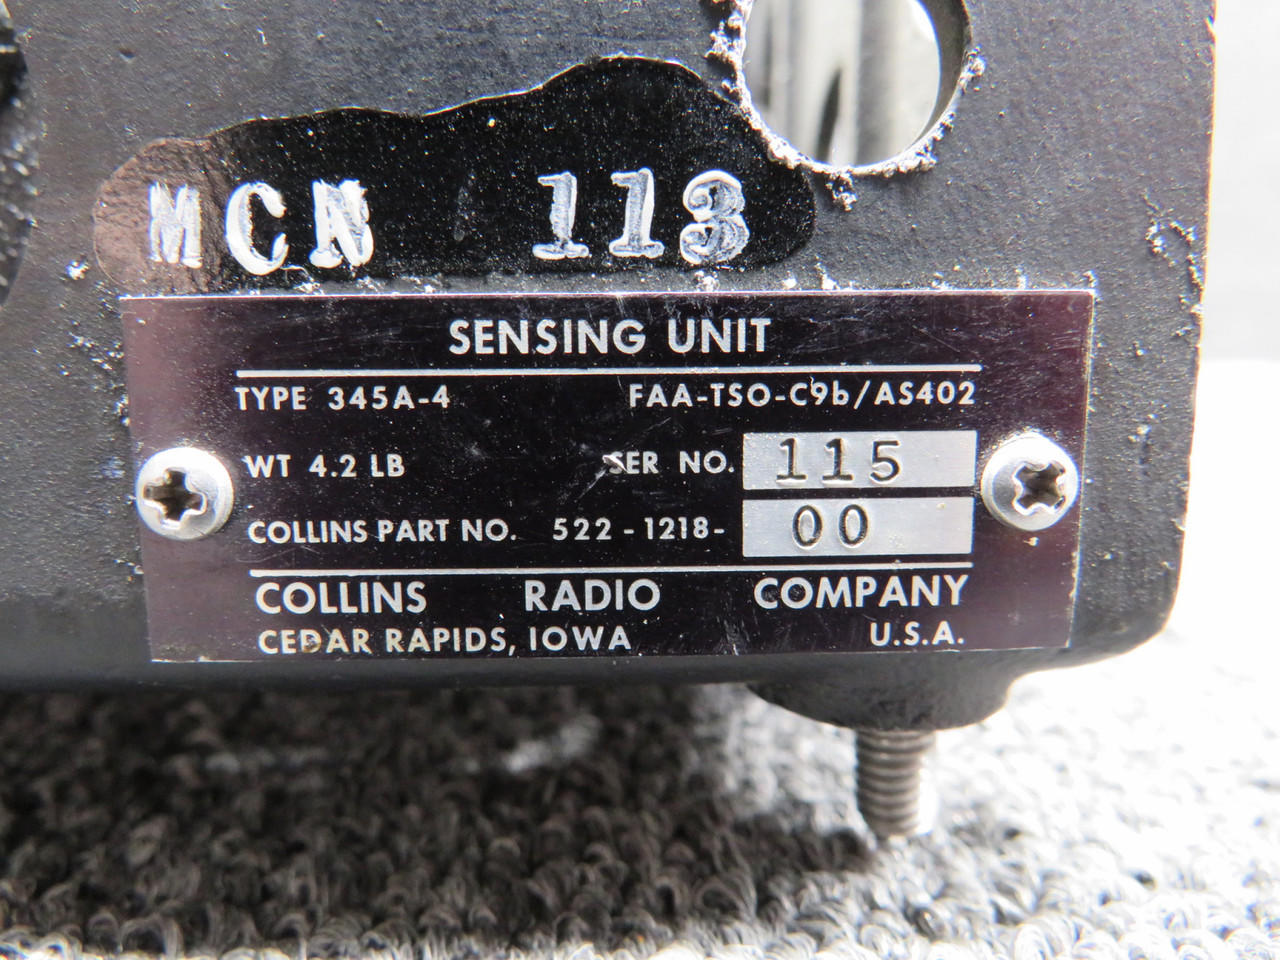 MCN 113
SENSING UNIT
TYPE 345A-4 FAA-TSO-C9b/AS402
WT 4.2 LB SER NO. 115
COLLINS PART NO. 522-1218- 00
COLLINS RADIO COMPANY
CEDAR RAPIDS, IOWA U.S.A.